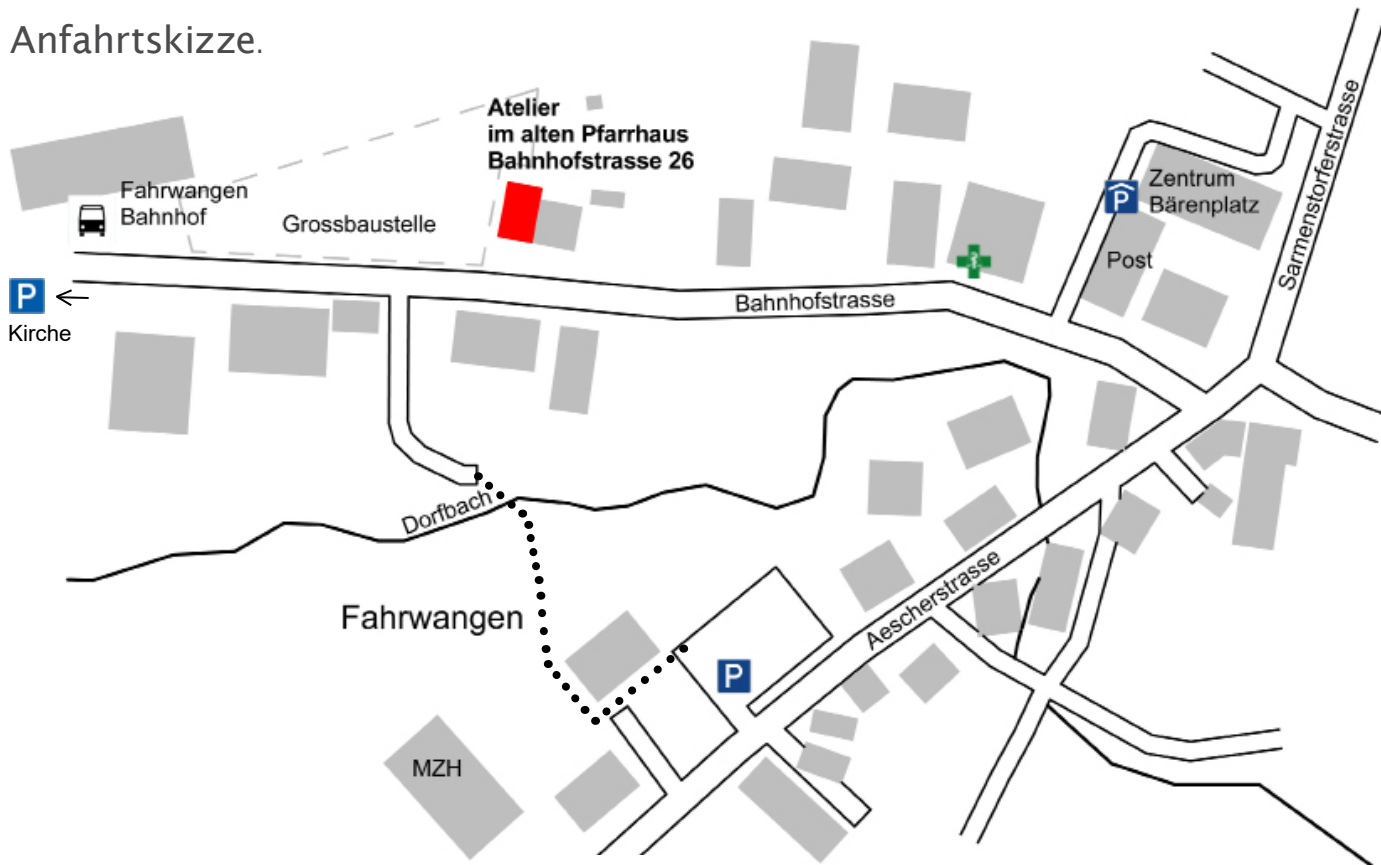 Anfahrtskizze.
Atelier
im alten Pfarrhaus
Bahnhofstrasse 26
Fahrwangen
Bahnhof
Grossbaustelle
P
Kirche
Bahnhofstrasse
P
Zentrum
Bärenplatz
Post
Sarmenstorferstrasse
Dorfbach
Fahrwangen
Aescherstrasse
P
MZH